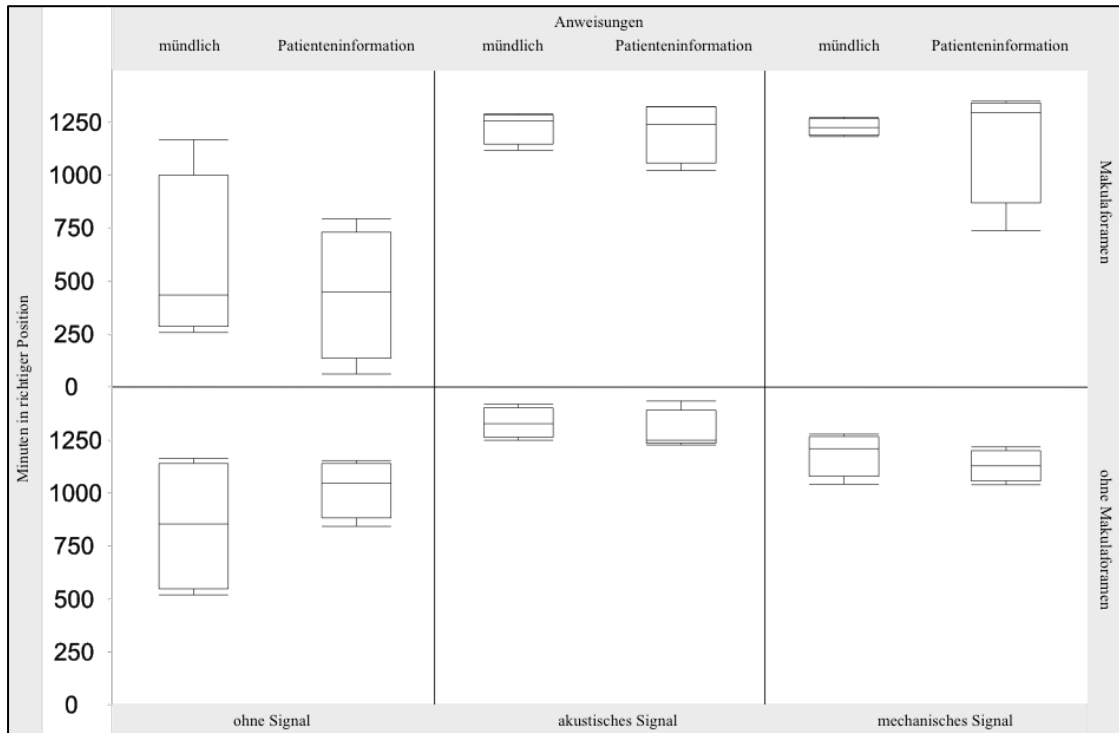 Anweisungen
mündlich Patienteninformation mündlich Patienteninformation mündlich Patienteninformation
Minuten in richtiger Position
1250
1000
750
500
250
0
Makulaforamen
1250
1000
750
500
250
0
ohne Makulaforamen
ohne Signal akustisches Signal mechanisches Signal